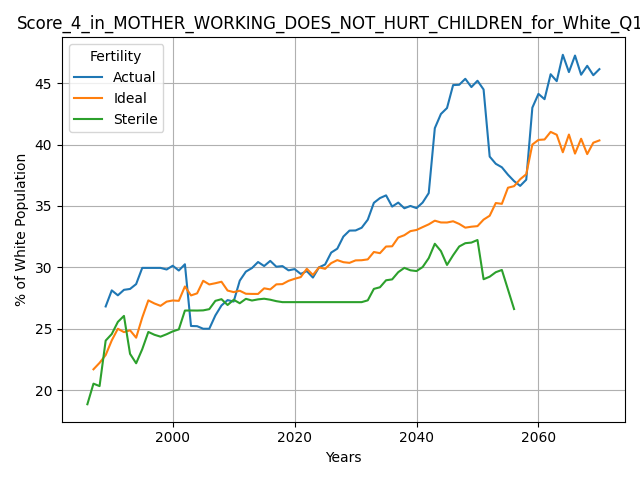 Score_4_in_MOTHER_WORKING_DOES_NOT_HURT_CHILDREN_for_White_Q1
Fertility
Actual
Ideal
Sterile
% of White Population
45
40
35
30
25
20
2000 2020 2040 2060
Years